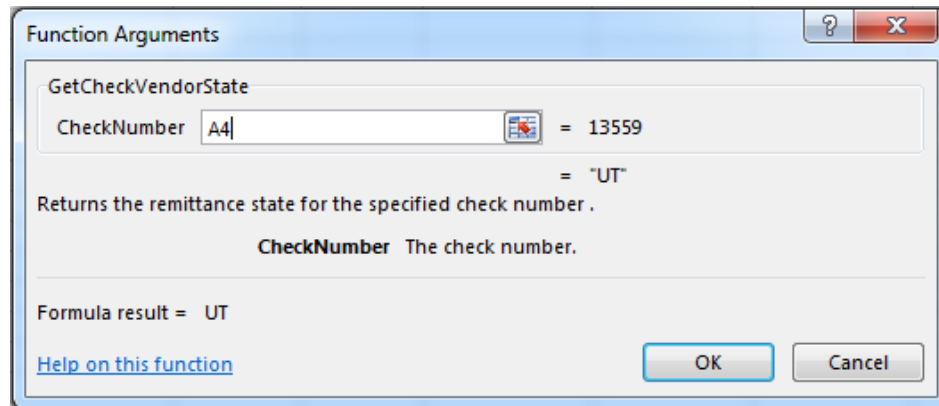 Function Arguments
? X
GetCheckVendorState
CheckNumber A4 = 13559
= "UT"
Returns the remittance state for the specified check number .
CheckNumber The check number.
Formula result = UT
Help on this function OK Cancel